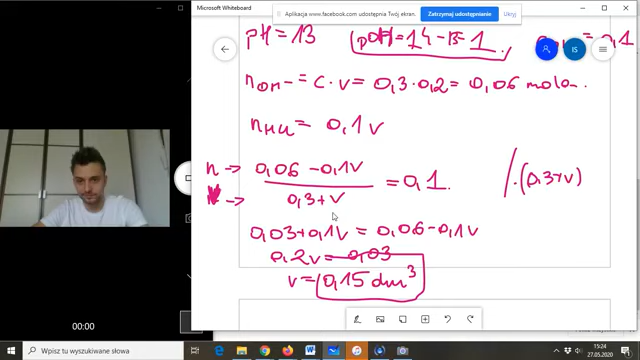 Microsoft Whiteboard
Aplikacja www.facebook.com udostępnia Twój ekran.
Zatrzymaj udostępnianie
Ukryj
IS
pH = 13
pOH = 14 - 13 = 1
= 0,1
nOH- = C·V = 0,3·0,2 = 0,06 mola
nHCl = 0,1V
n → 0,06 - 0,1V
= 0,1
/·(0,3+V)
→ 0,3 + V
0,03 + 0,1V = 0,06 - 0,1V
0,2V = 0,03
V = 0,15 dm³
00:00
Wpisz tu wyszukiwane słowa
15:24
27.05.2020